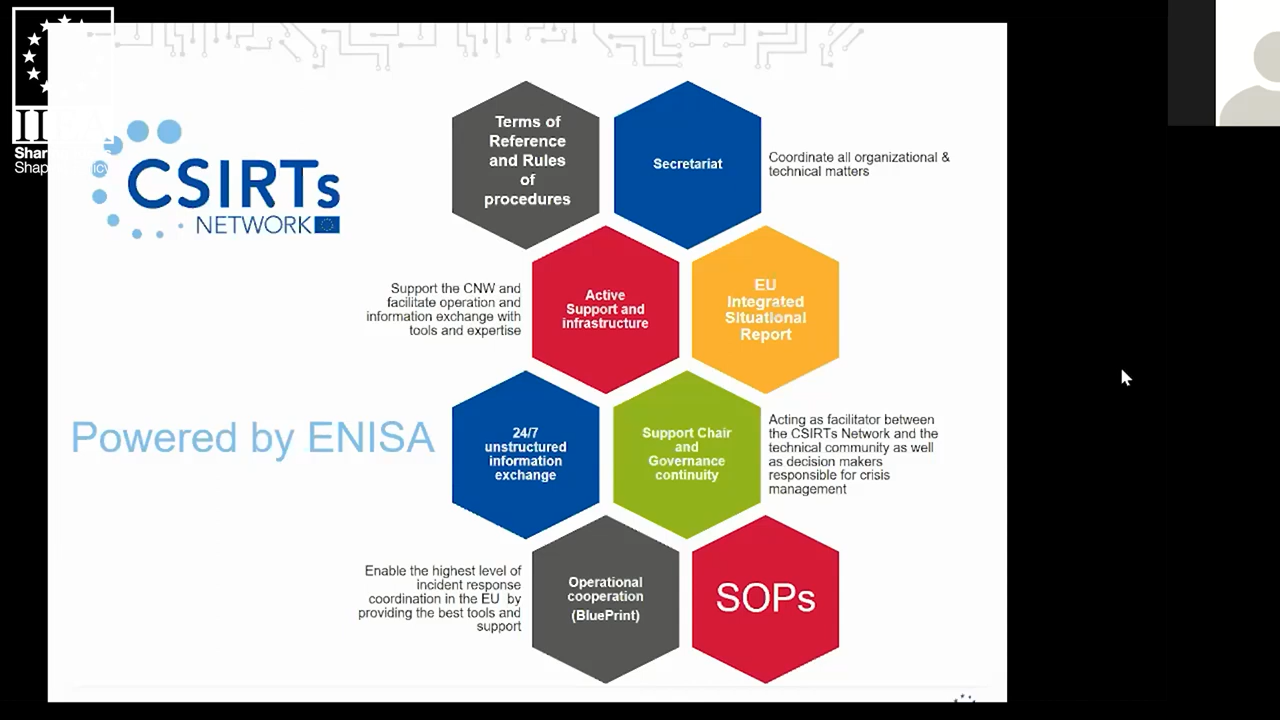 CSIRTs
NETWORK
Terms of
Reference
and Rules
of
procedures
Secretariat
Coordinate all organizational &
technical matters
Support the CNW and
facilitate operation and
information exchange with
tools and expertise
Active
Support and
infrastructure
EU
Integrated
Situational
Report
Powered by ENISA
24/7
unstructured
information
exchange
Support Chair
and
Governance
continuity
Acting as facilitator between
the CSIRTs Network and the
technical community as well
as decision makers
responsible for crisis
management
Enable the highest level of
incident response
coordination in the EU by
providing the best tools and
support
Operational
cooperation
(BluePrint)
SOPs